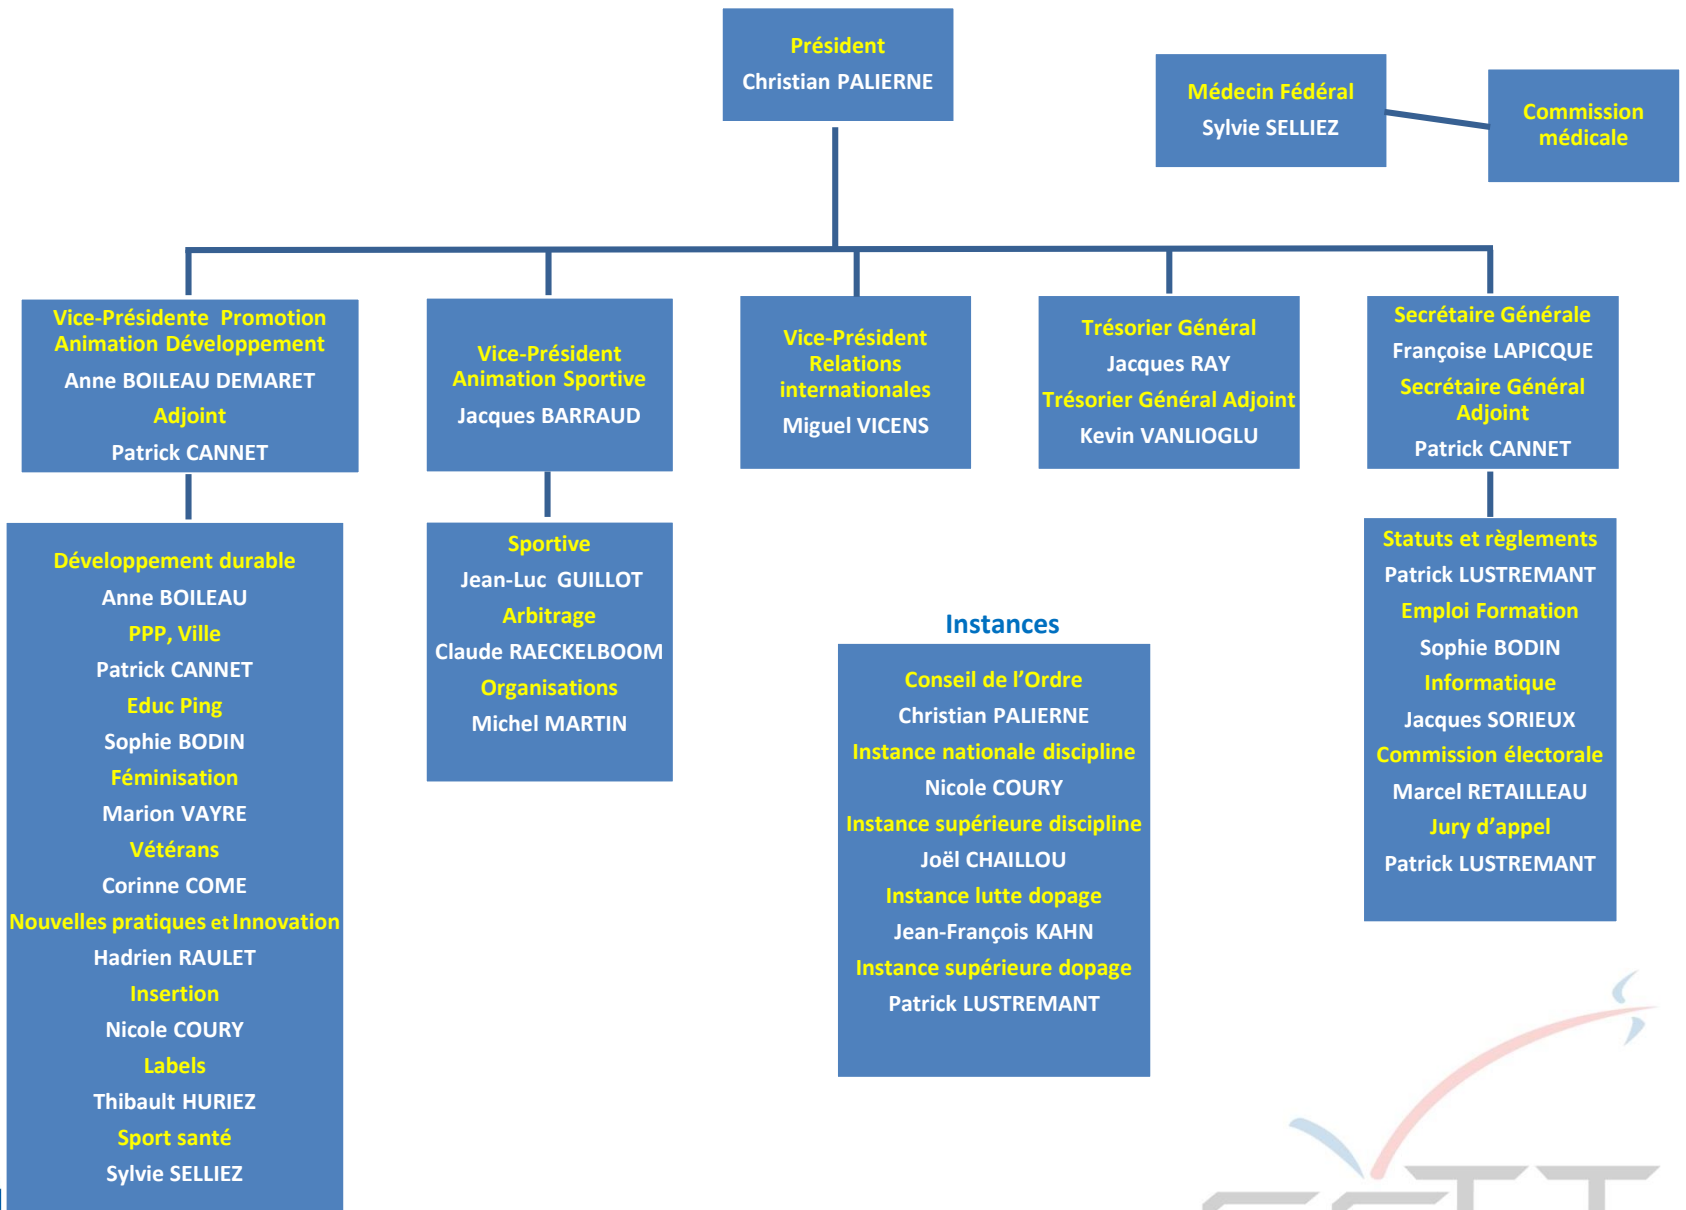 Président
Christian PALIERNE
Médecin Fédéral
Sylvie SELLIEZ
Commission
médicale
Vice-Présidente Promotion
Animation Développement
Anne BOILEAU DEMARET
Adjoint
Patrick CANNET
Vice-Président
Animation Sportive
Jacques BARRAUD
Vice-Président
Relations
internationales
Miguel VICENS
Trésorier Général
Jacques RAY
Trésorier Général Adjoint
Kevin VANLIOGLU
Secrétaire Générale
Françoise LAPICQUE
Secrétaire Général
Adjoint
Patrick CANNET
Développement durable
Anne BOILEAU
PPP, Ville
Patrick CANNET
Educ Ping
Sophie BODIN
Féminisation
Marion VAYRE
Vétérans
Corinne COME
Nouvelles pratiques et Innovation
Hadrien RAULET
Insertion
Nicole COURY
Labels
Thibault HURIEZ
Sport santé
Sylvie SELLIEZ
Sportive
Jean-Luc GUILLOT
Arbitrage
Claude RAECKELBOOM
Organisations
Michel MARTIN
Instances
Conseil de l’Ordre
Christian PALIERNE
Instance nationale discipline
Nicole COURY
Instance supérieure discipline
Joël CHAILLOU
Instance lutte dopage
Jean-François KAHN
Instance supérieure dopage
Patrick LUSTREMANT
Statuts et règlements
Patrick LUSTREMANT
Emploi Formation
Sophie BODIN
Informatique
Jacques SORIEUX
Commission électorale
Marcel RETAILLEAU
Jury d’appel
Patrick LUSTREMANT